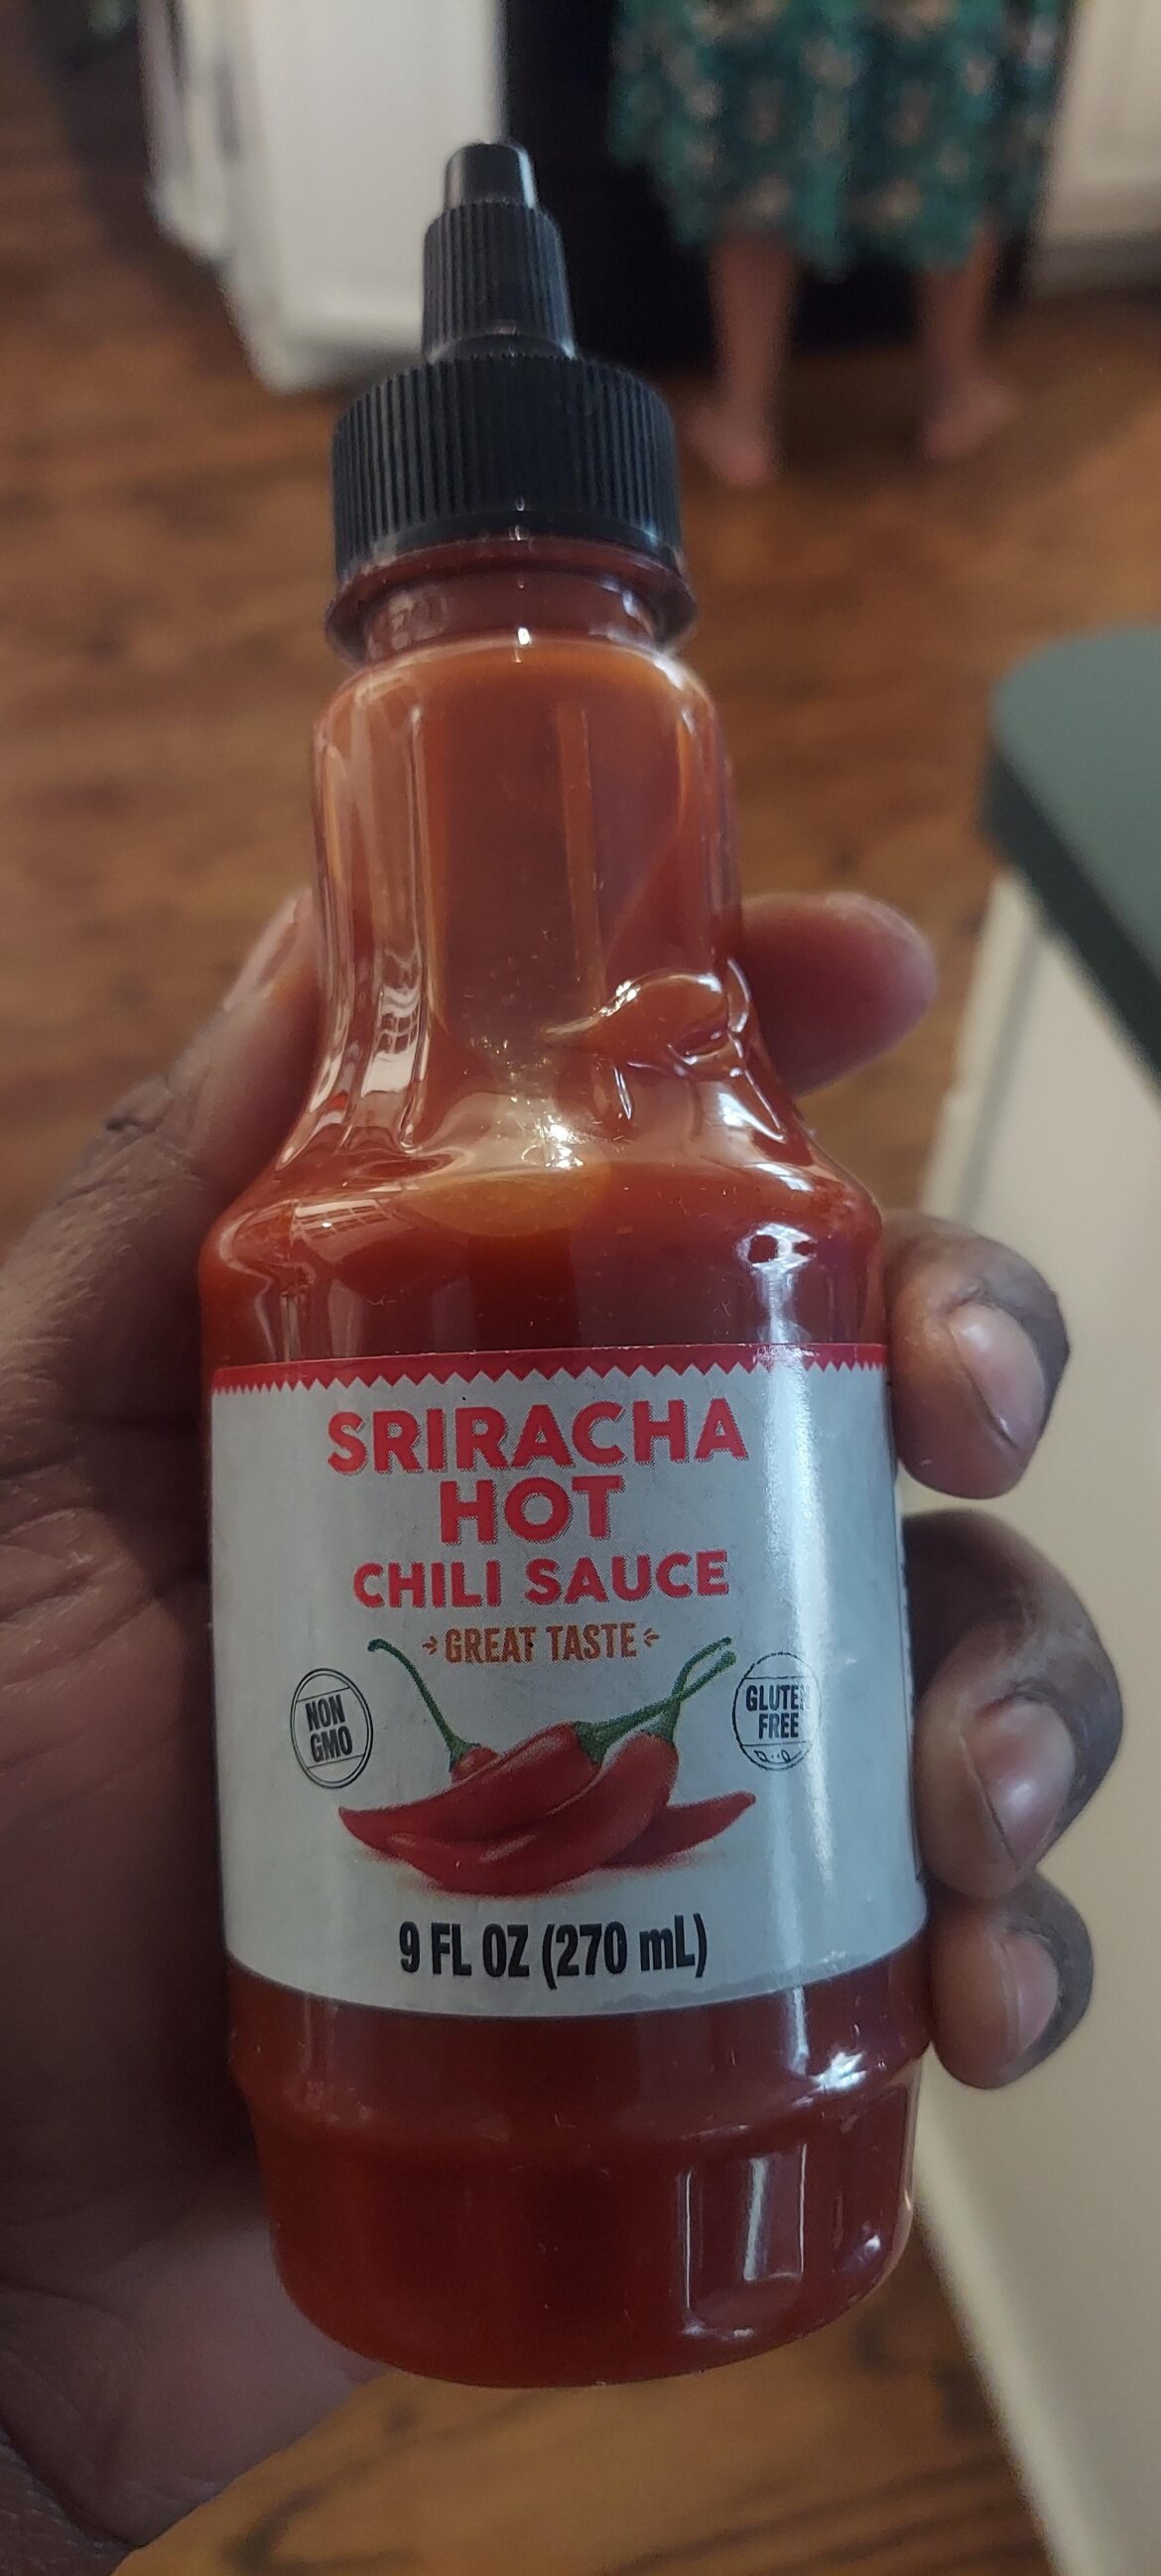 SRIRACHA
HOT
CHILI SAUCE
GREAT TASTE
NON
GMO
GLUTEN
FREE
9 FL OZ (270 mL)